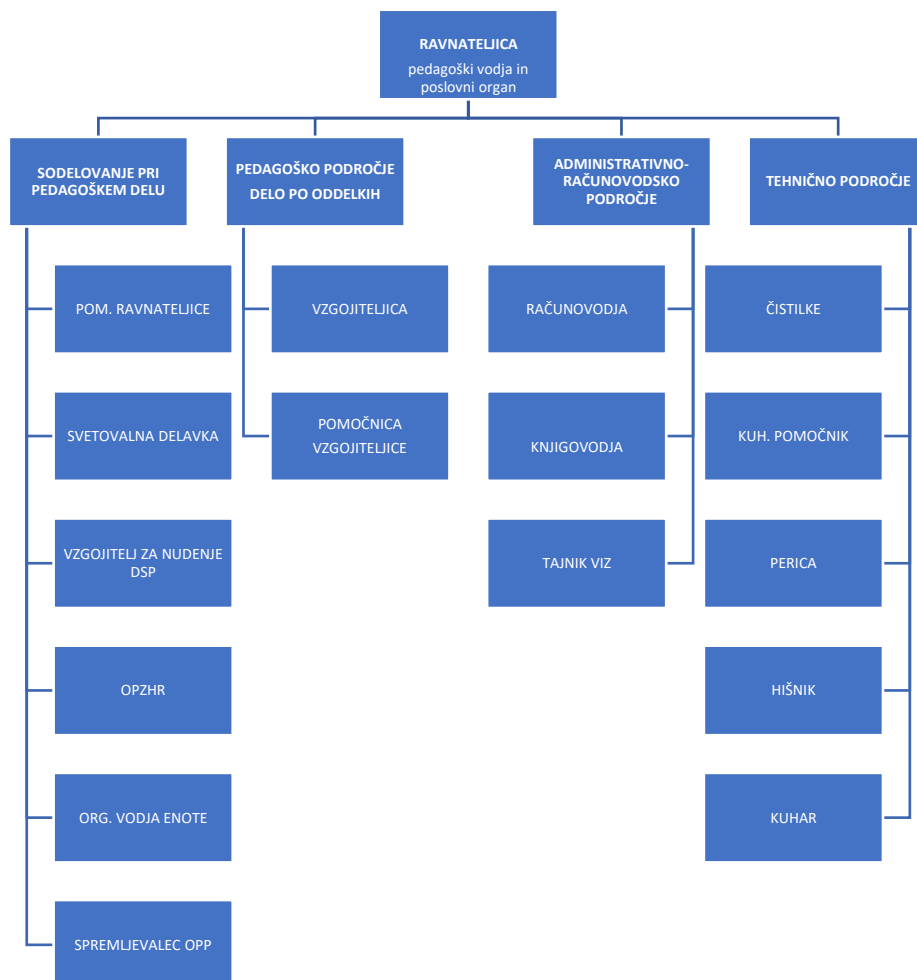 RAVNATELJICA
pedagoški vodja in
poslovni organ
SODELOVANJE PRI
PEDAGOŠKEM DELU
PEDAGOŠKO PODROČJE
DELO PO ODDELKIH
ADMINISTRATIVNO-
RAČUNOVODSKO
PODROČJE
TEHNIČNO PODROČJE
POM. RAVNATELJICE
VZGOJITELJICA
RAČUNOVODJA
ČISTILKE
SVETOVALNA DELAVKA
POMOČNICA
VZGOJITELJICE
KNJIGOVODJA
KUH. POMOČNIK
VZGOJITELJ ZA NUDENJE
DSP
TAJNIK VIZ
PERICA
OPZHR
HIŠNIK
ORG. VODJA ENOTE
KUHAR
SPREMLJEVALEC OPP